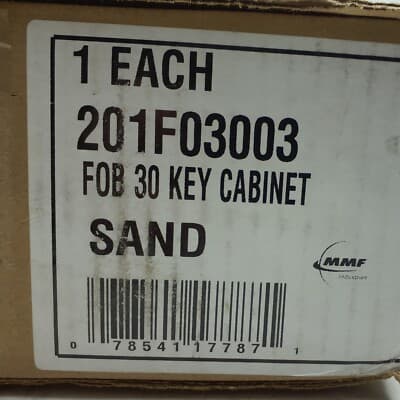 1 EACH
201F03003
FOB 30 KEY CABINET
SAND
MMF
0 78541 17787 1